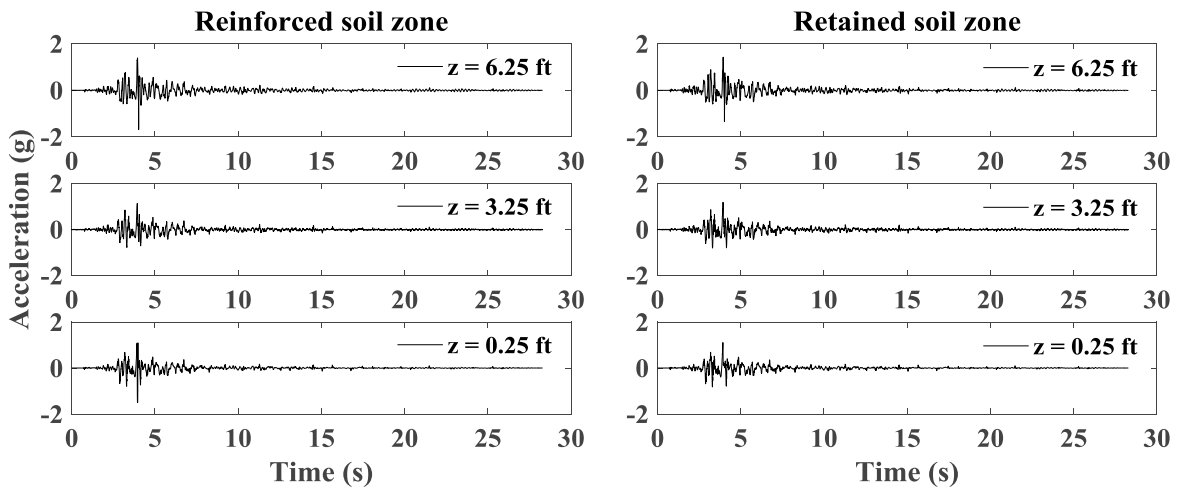 Reinforced soil zone
Retained soil zone
Acceleration (g)
2
0
-2
z = 6.25 ft
0 5 10 15 20 25 30
2
0
-2
z = 6.25 ft
0 5 10 15 20 25 30
2
0
-2
z = 3.25 ft
0 5 10 15 20 25 30
2
0
-2
z = 3.25 ft
0 5 10 15 20 25 30
2
0
-2
z = 0.25 ft
0 5 10 15 20 25 30
2
0
-2
z = 0.25 ft
0 5 10 15 20 25 30
Time (s)
Time (s)